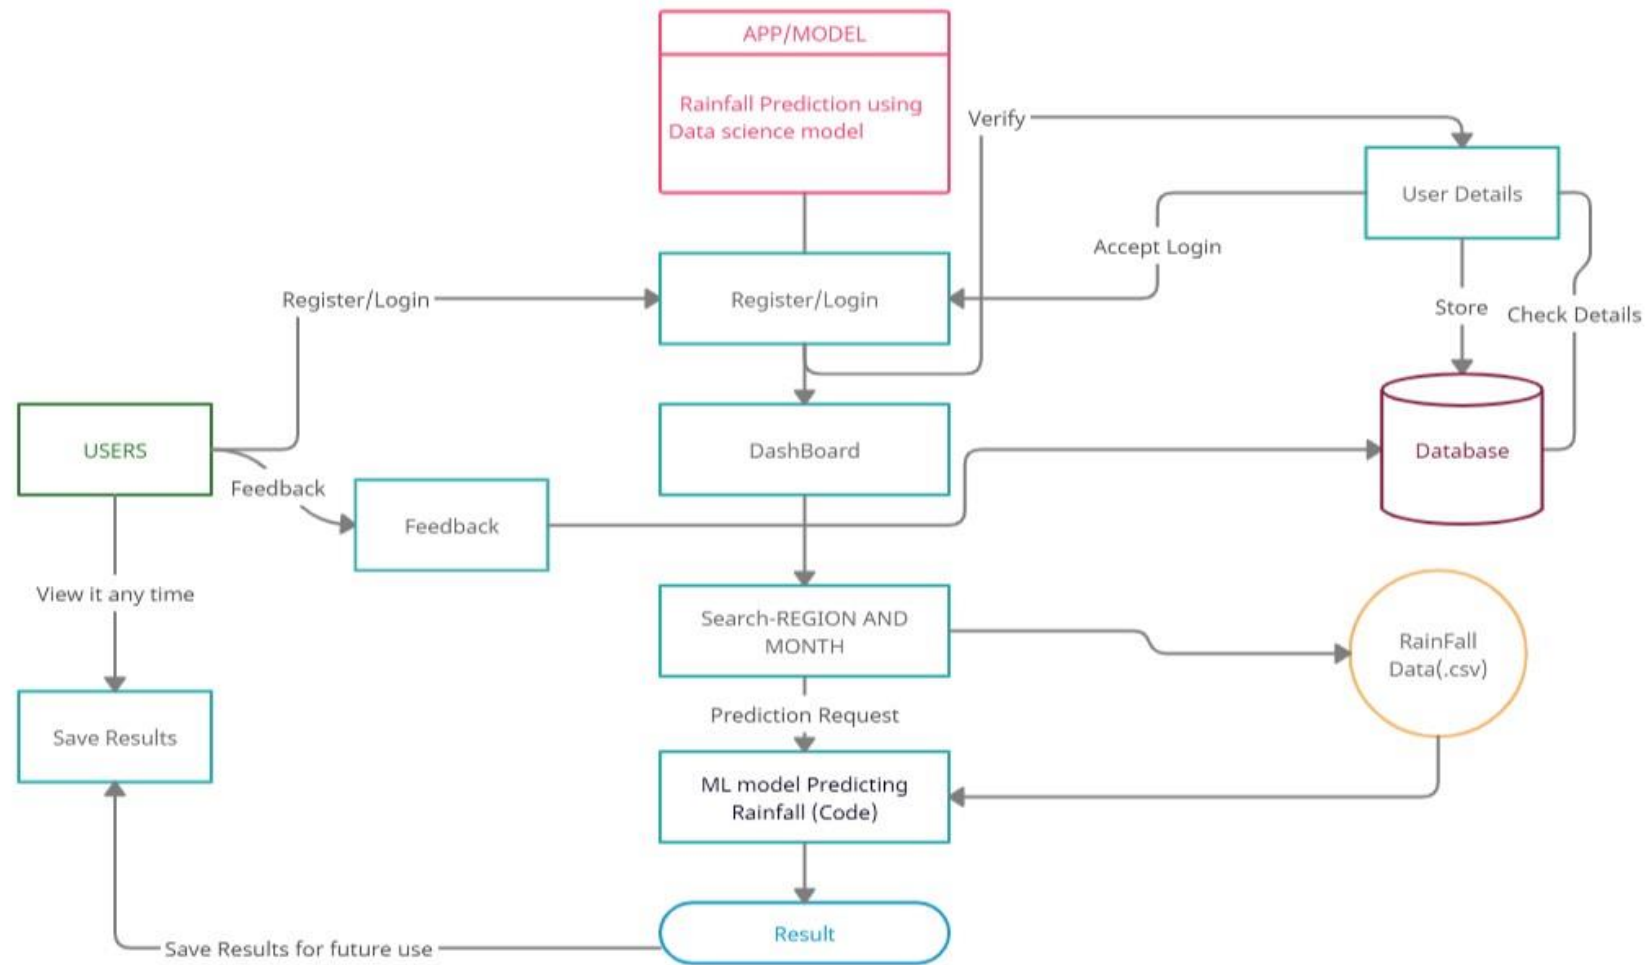 APP/MODEL
Rainfall Prediction using
Data science model
Verify
User Details
Accept Login
Register/Login
Register/Login
Store
Check Details
USERS
DashBoard
Database
Feedback
Feedback
View it any time
Search-REGION AND
MONTH
RainFall
Data(.csv)
Prediction Request
Save Results
ML model Predicting
Rainfall (Code)
Result
Save Results for future use